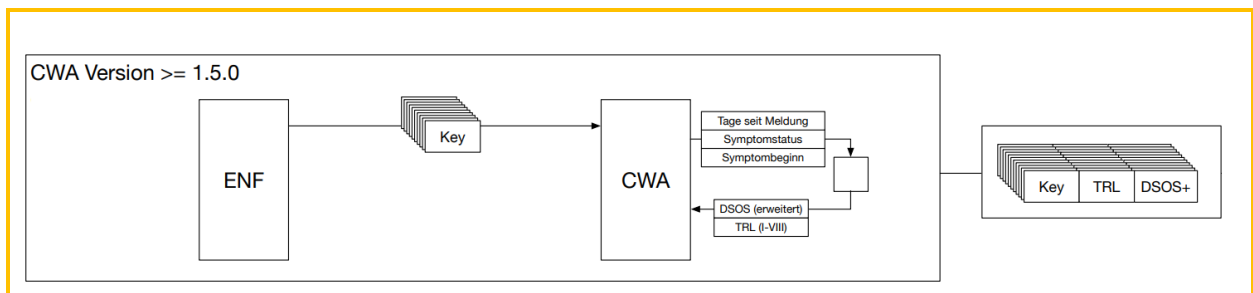 CWA Version >= 1.5.0
ENF
Key
CWA
Tage seit Meldung
Symptomstatus
Symptombeginn
DSOS (erweitert)
TRL (I-VIII)
Key TRL DSOS+